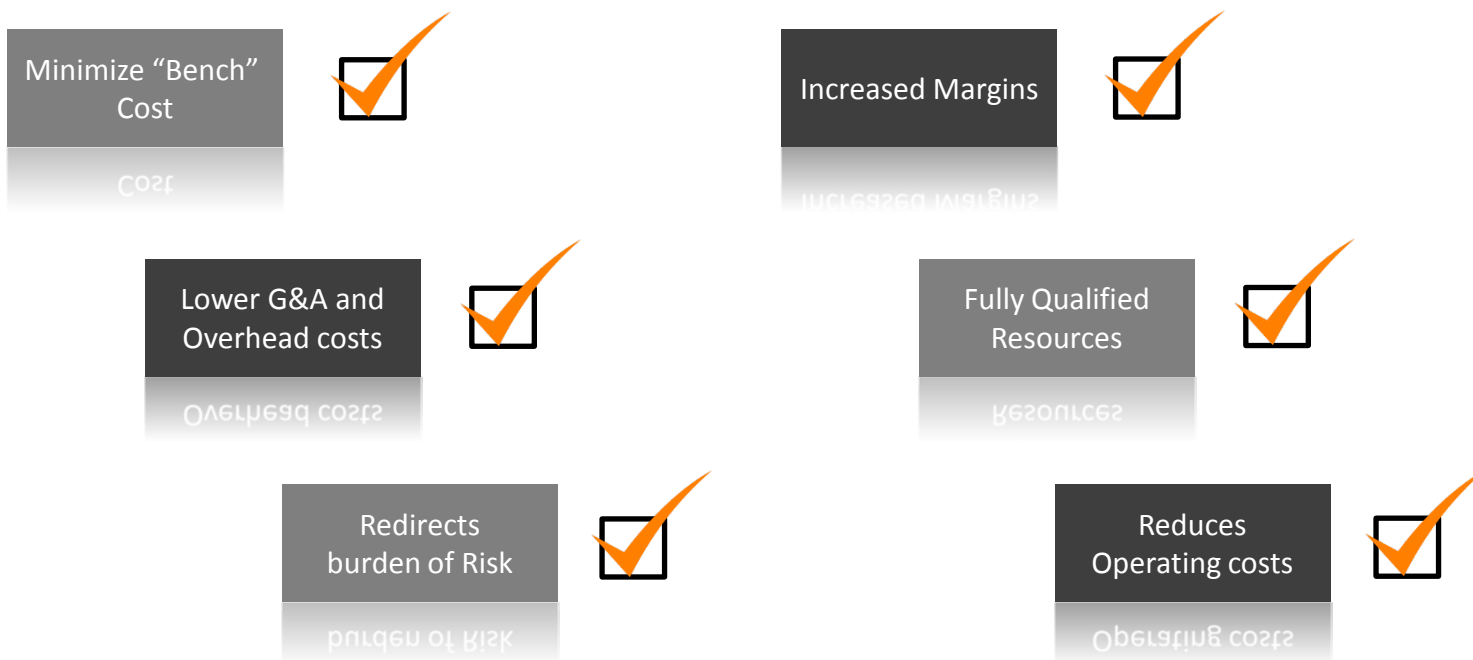 Minimize “Bench”
Cost
Increased Margins
Lower G&A and
Overhead costs
Fully Qualified
Resources
Redirects
burden of Risk
Reduces
Operating costs